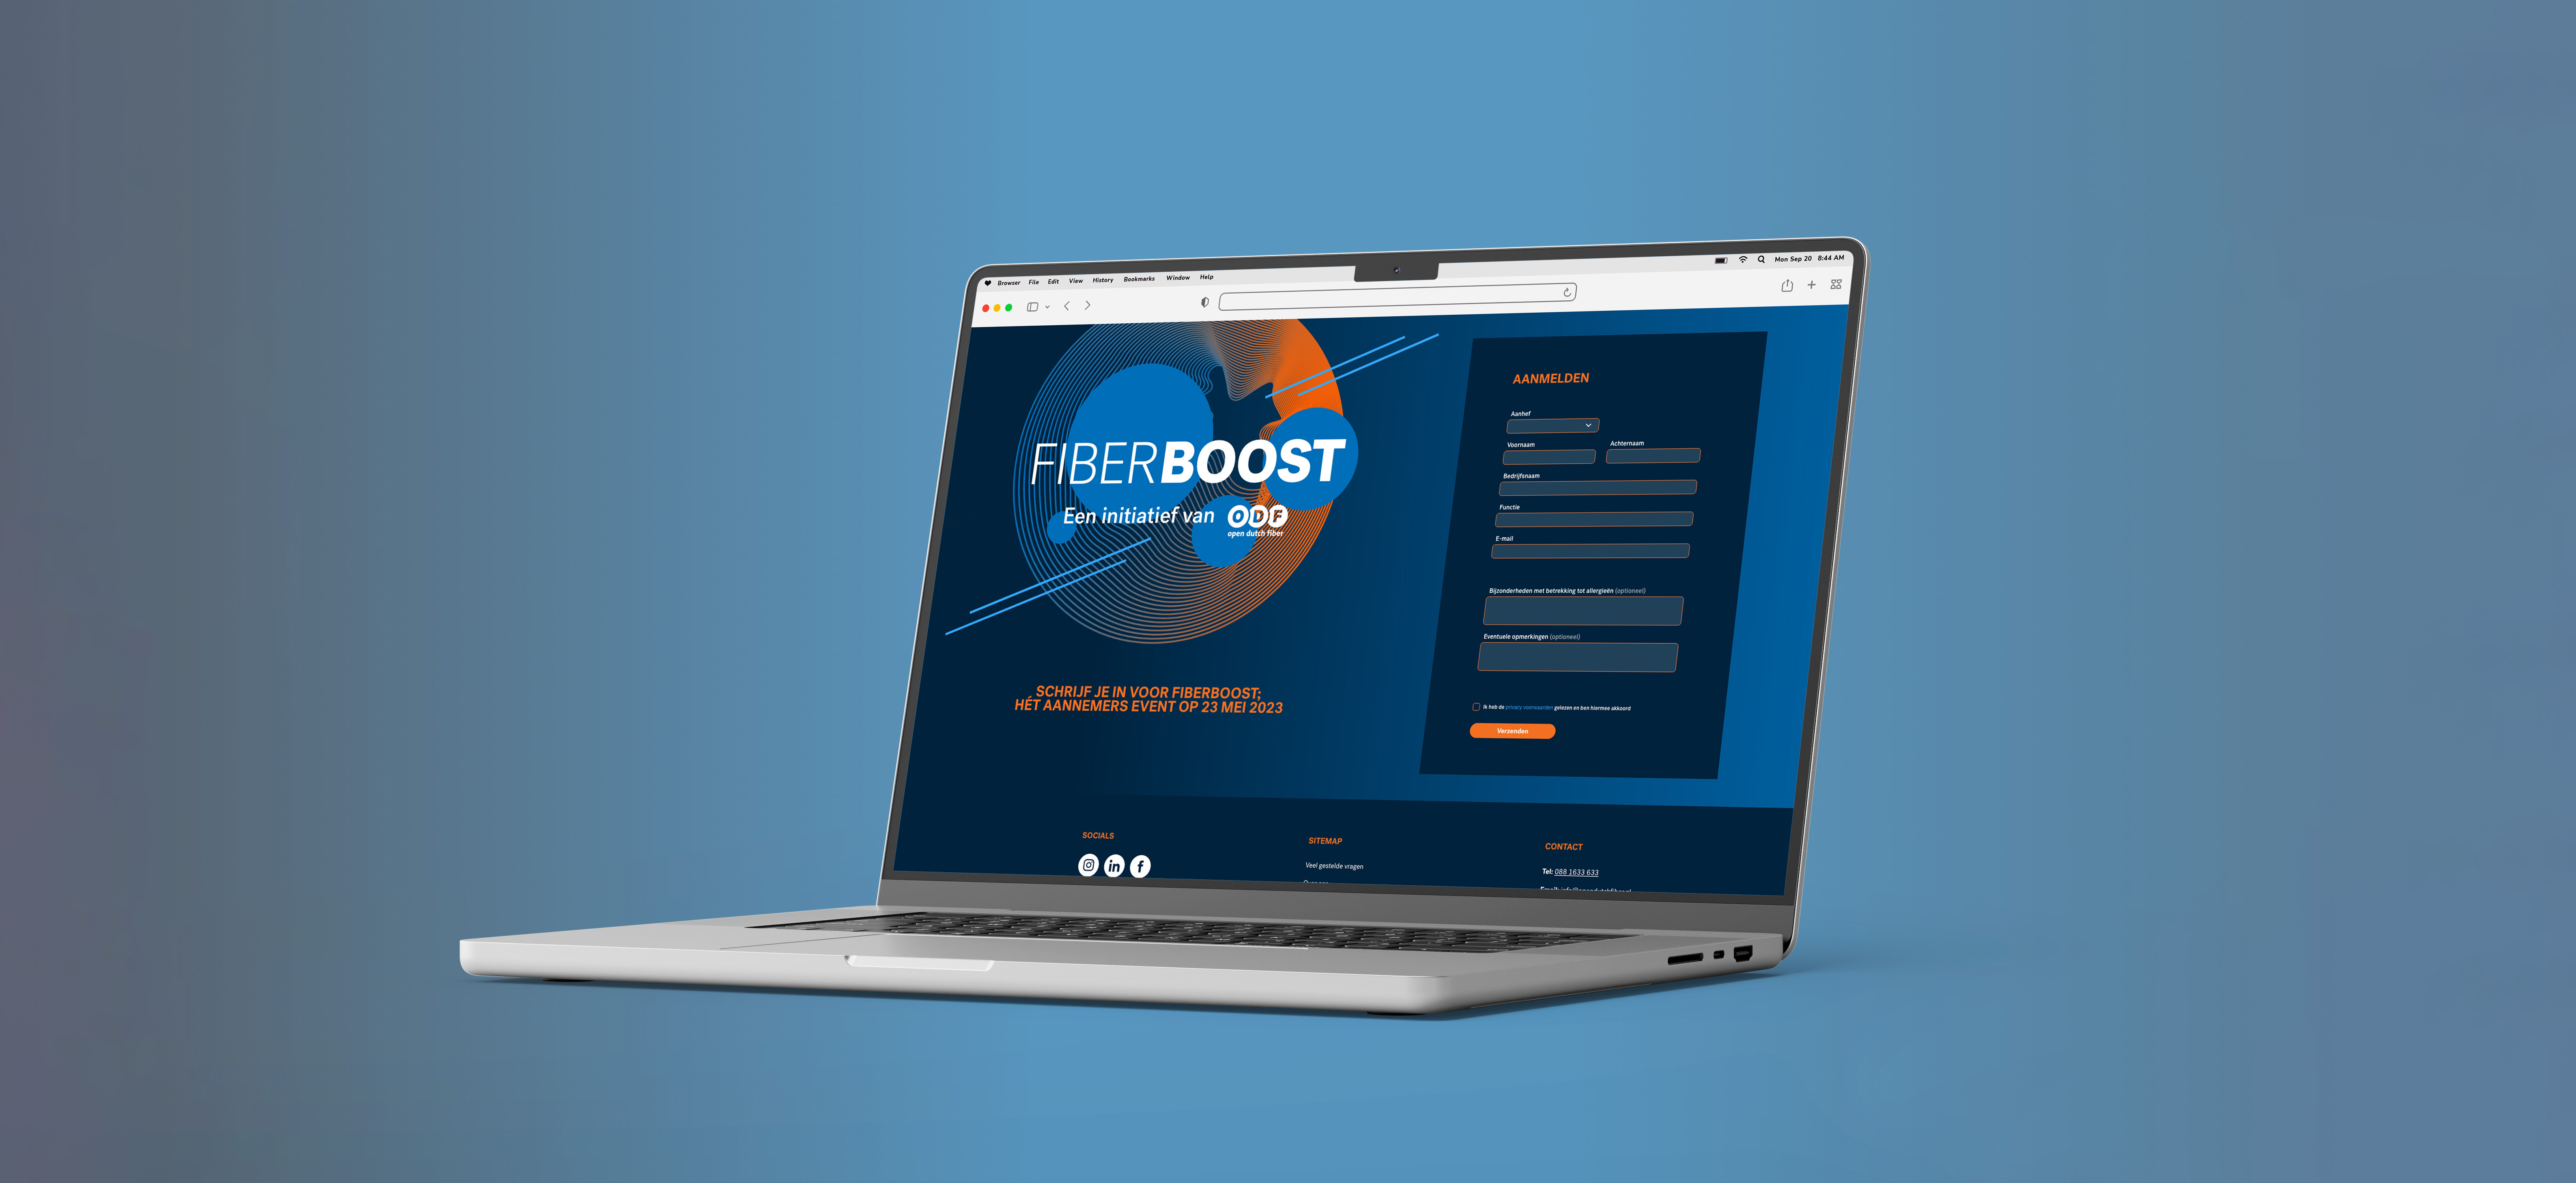 Browser File Edit View History Bookmarks Window Help
Mon Sep 20 8:44 AM
FIBERBOOST
Een initiatief van ODF
open dutch fiber
SCHRIJF JE IN VOOR FIBERBOOST;
HÉT AANNEMERS EVENT OP 23 MEI 2023
AANMELDEN
Aanhef
Voornaam Achternaam
Bedrijfsnaam
Functie
E-mail
Bijzonderheden met betrekking tot allergieën (optioneel)
Eventuele opmerkingen (optioneel)
Ik heb de privacy voorwaarden gelezen en ben hiermee akkoord
Verzenden
SOCIALS
in
f
SITEMAP
Veel gestelde vragen
CONTACT
Tel: 088 1633 633